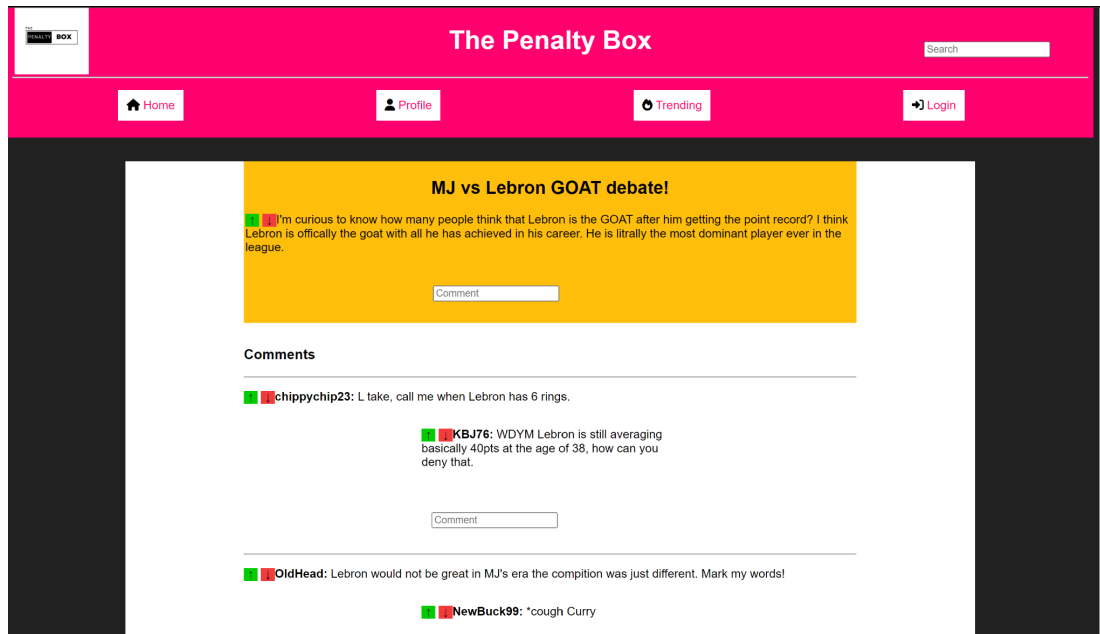 THE
PENALTY BOX
The Penalty Box
Search
Home
Profile
Trending
Login
MJ vs Lebron GOAT debate!
↑ ↓I'm curious to know how many people think that Lebron is the GOAT after him getting the point record? I think
Lebron is offically the goat with all he has achieved in his career. He is litrally the most dominant player ever in the
league.
Comment
Comments
↑ ↓chippychip23: L take, call me when Lebron has 6 rings.
↑ ↓KBJ76: WDYM Lebron is still averaging
basically 40pts at the age of 38, how can you
deny that.
Comment
↑ ↓OldHead: Lebron would not be great in MJ's era the compition was just different. Mark my words!
↑ ↓NewBuck99: *cough Curry